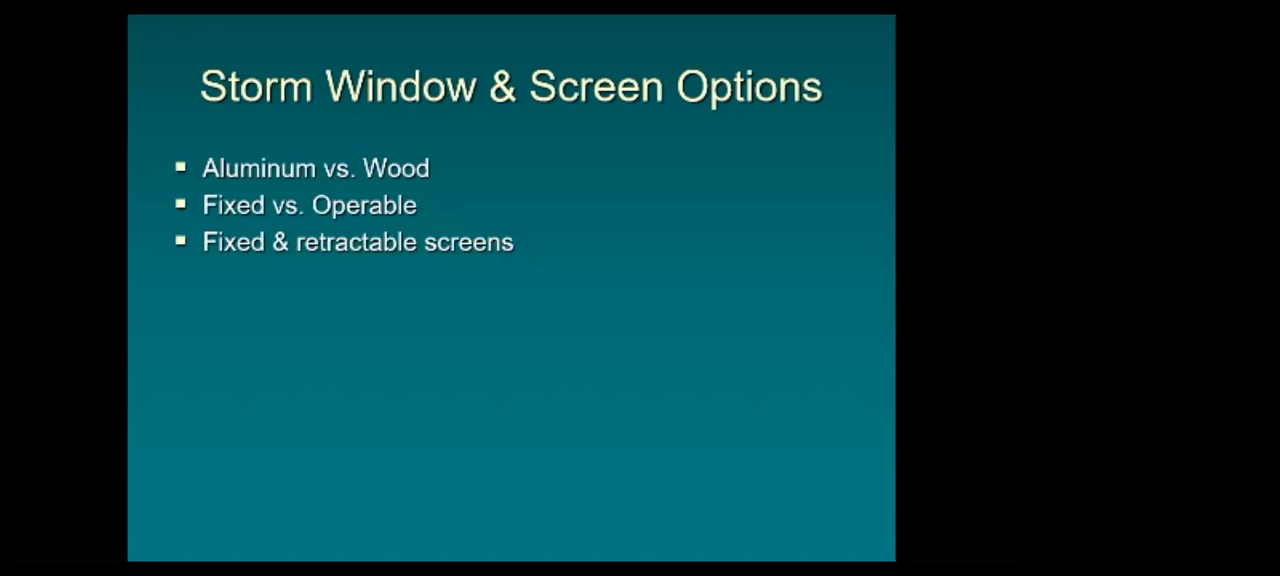 Storm Window & Screen Options
Aluminum vs. Wood
Fixed vs. Operable
Fixed & retractable screens